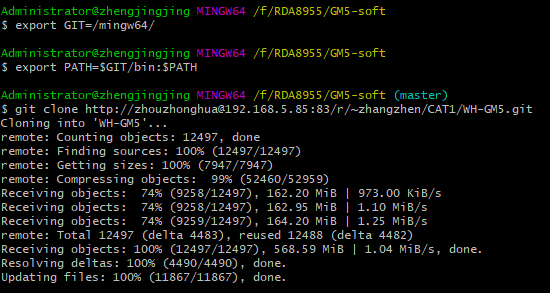 Administrator@zhengjingjing MINGW64 /f/RDA8955/GM5-soft
$ export GIT=/mingw64/
Administrator@zhengjingjing MINGW64 /f/RDA8955/GM5-soft
$ export PATH=$GIT/bin:$PATH
Administrator@zhengjingjing MINGW64 /f/RDA8955/GM5-soft (master)
$ git clone http://zhouzhonghua@192.168.5.85:83/r/~zhangzhen/CAT1/WH-GM5.git
Cloning into 'WH-GM5'...
remote: Counting objects: 12497, done
remote: Finding sources: 100% (12497/12497)
remote: Getting sizes: 100% (7947/7947)
remote: Compressing objects:  99% (52460/52959)
Receiving objects:  74% (9258/12497), 162.20 MiB | 973.00 KiB/s
Receiving objects:  74% (9259/12497), 162.95 MiB | 1.10 MiB/s
Receiving objects:  74% (9259/12497), 164.20 MiB | 1.25 MiB/s
remote: Total 12497 (delta 4483), reused 12488 (delta 4482)
Receiving objects: 100% (12497/12497), 568.59 MiB | 1.04 MiB/s, done.
Resolving deltas: 100% (4490/4490), done.
Updating files: 100% (11867/11867), done.